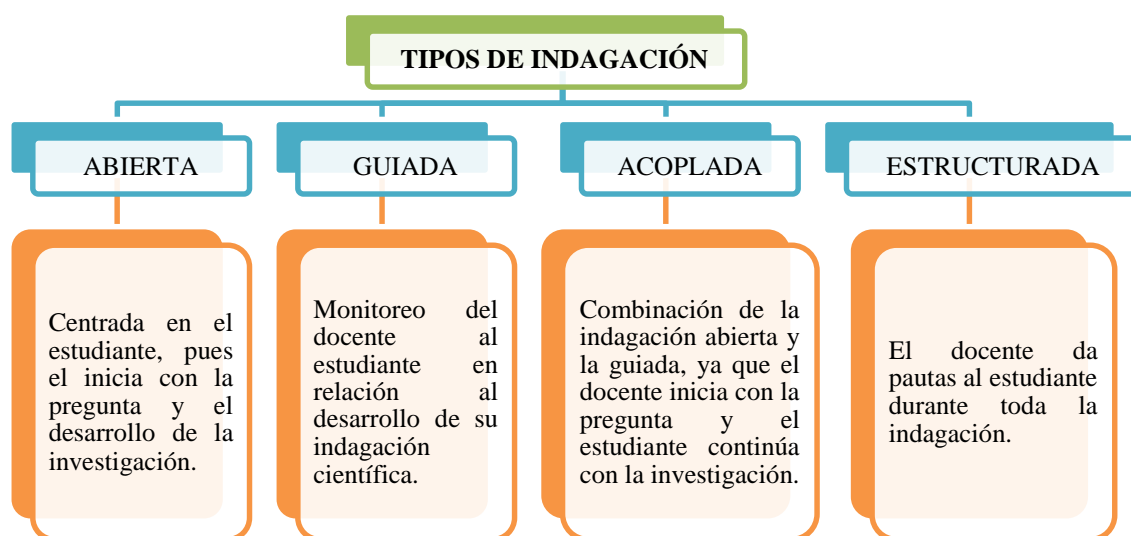 TIPOS DE INDAGACIÓN
ABIERTA
GUIADA
ACOPLADA
ESTRUCTURADA
Centrada en el
estudiante, pues
el inicia con la
pregunta y el
desarrollo de la
investigación.
Monitoreo del
docente al
estudiante en
relación al
desarrollo de su
indagación
científica.
Combinación de la
indagación abierta y
la guiada, ya que el
docente inicia con la
pregunta y el
estudiante continúa
con la investigación.
El docente da
pautas al estudiante
durante toda la
indagación.